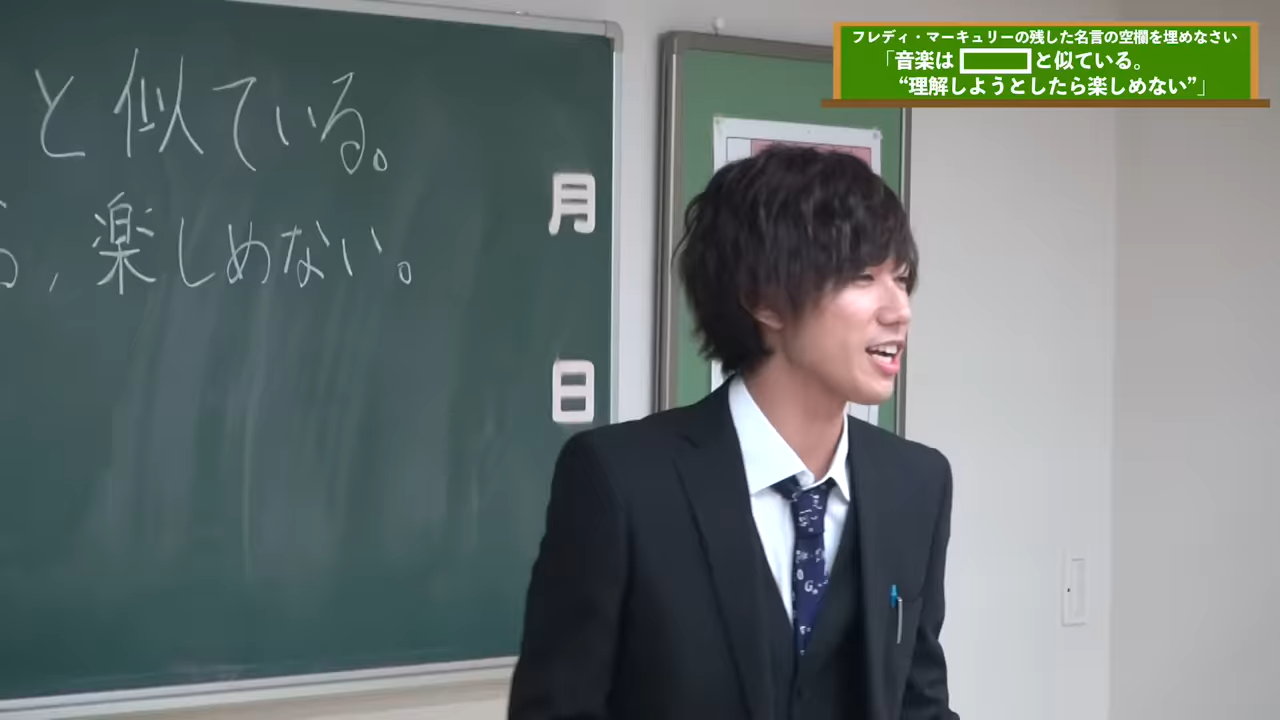 と似ている。
、楽しめない。
月
日
フレディ・マーキュリーの残した名言の空欄を埋めなさい
「音楽は と似ている。
“理解しようとしたら楽しめない”」